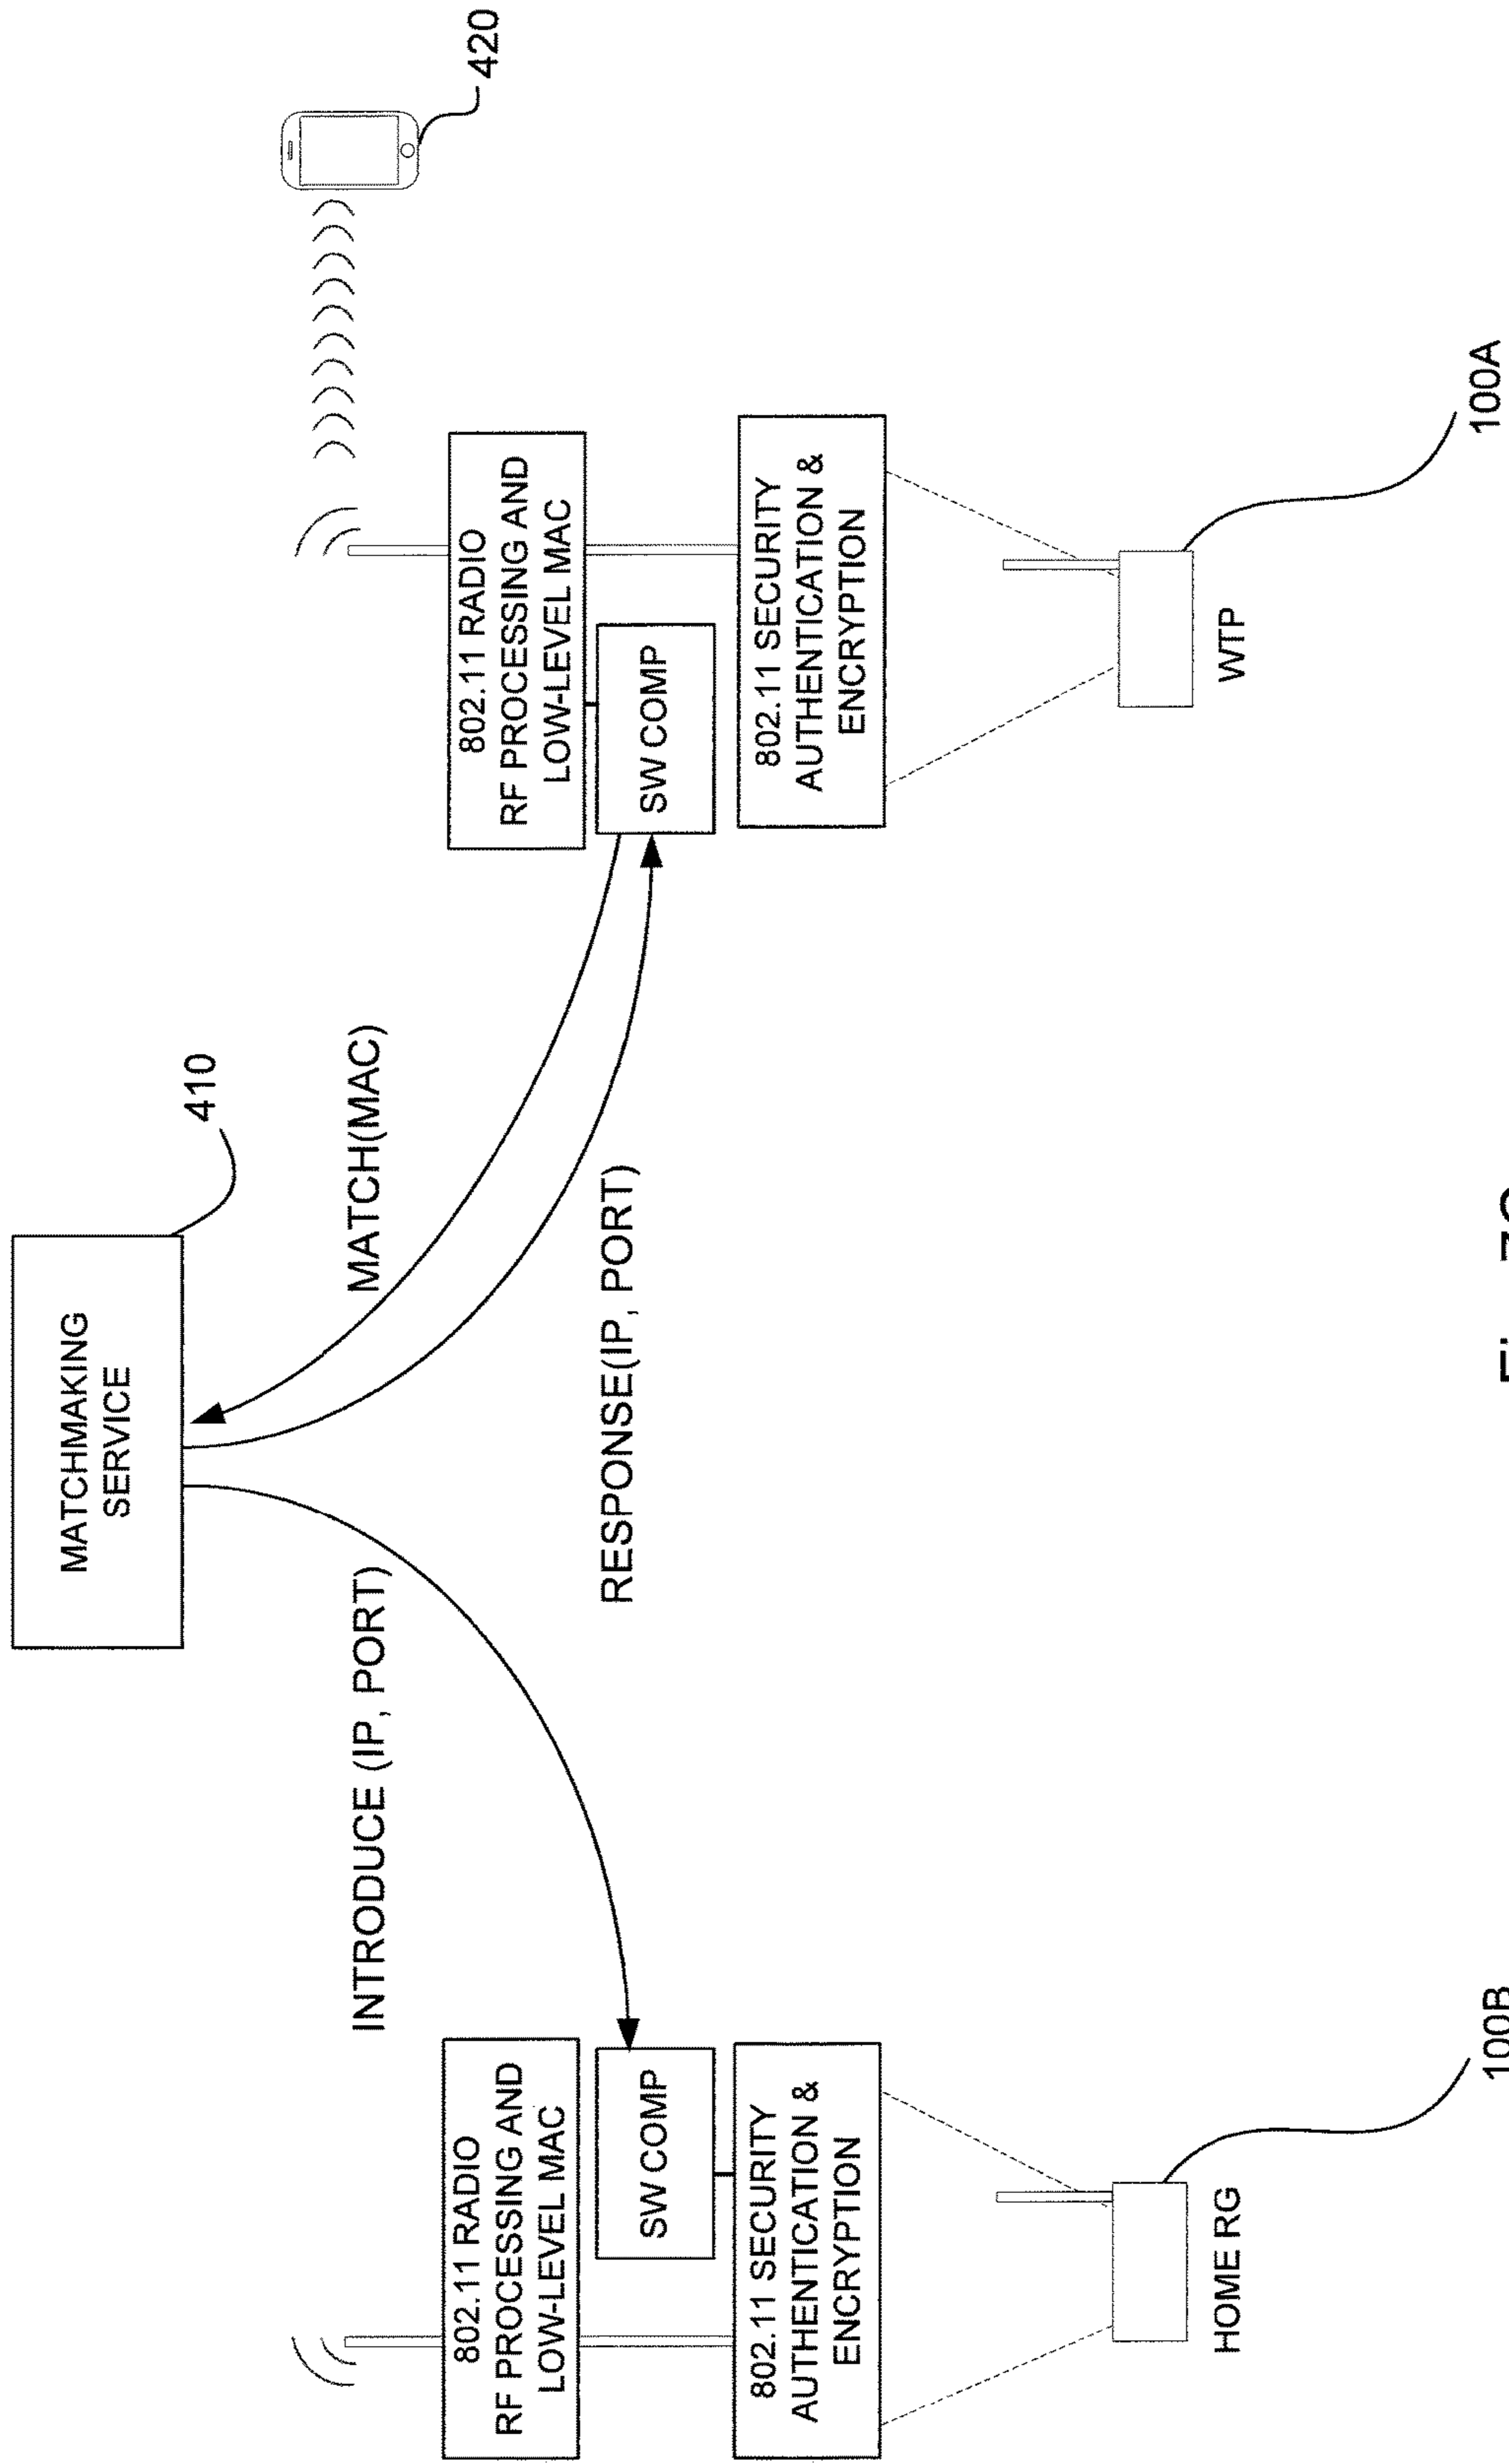 MATCHMAKING
SERVICE
410
INTRODUCE (IP, PORT)
MATCH(MAC)
RESPONSE(IP, PORT)
420
802.11 RADIO
RF PROCESSING AND
LOW-LEVEL MAC
SW COMP
802.11 SECURITY
AUTHENTICATION &
ENCRYPTION
HOME RG
100B
802.11 RADIO
RF PROCESSING AND
LOW-LEVEL MAC
SW COMP
802.11 SECURITY
AUTHENTICATION &
ENCRYPTION
WTP
100A